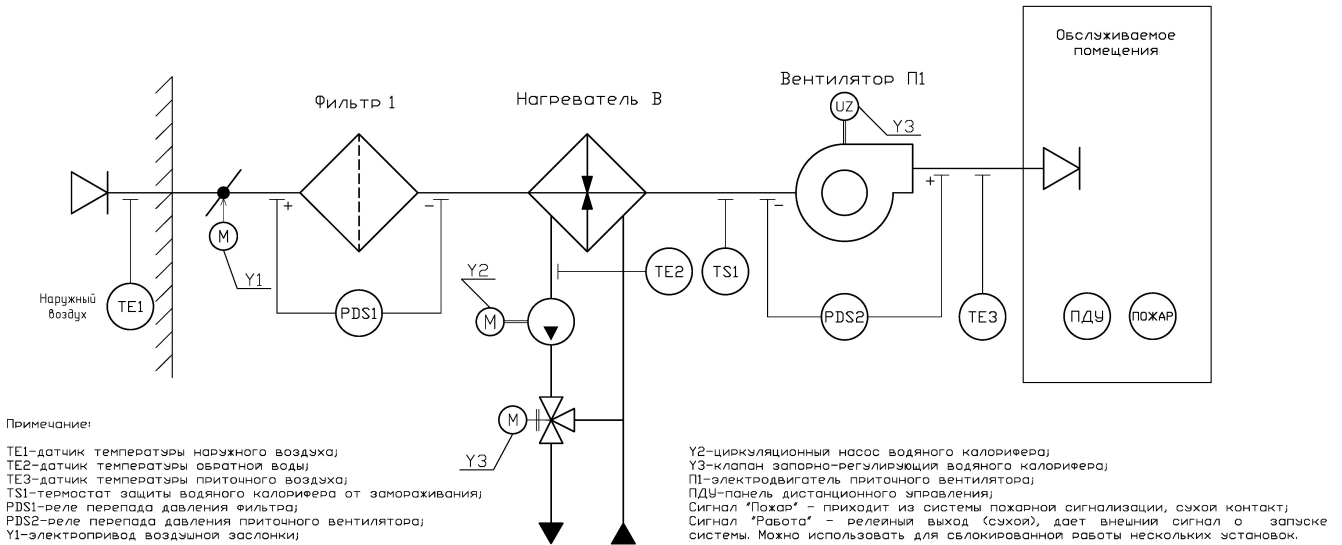 Обслуживаемое
помещения
Вентилятор П1
Фильтр 1
Нагреватель В
UZ
Y3
+
−
+
−
M
Y1
Y2
TE2
TS1
Наружный
воздух
TE1
PDS1
M
PDS2
TE3
ПДУ
ПОЖАР
M
Y3
Примечание:
TE1-датчик температуры наружного воздуха;
TE2-датчик температуры обратной воды;
TE3-датчик температуры приточного воздуха;
TS1-термостат защиты водяного калорифера от замораживания;
PDS1-реле перепада давления фильтра;
PDS2-реле перепада давления приточного вентилятора;
Y1-электропривод воздушной заслонки;
Y2-циркуляционный насос водяного калорифера;
Y3-клапан запорно-регулирующий водяного калорифера;
П1-электродвигатель приточного вентилятора;
ПДУ-панель дистанционного управления;
Сигнал "Пожар" - приходит из системы пожарной сигнализации, сухой контакт;
Сигнал "Работа" - релейный выход (сухой), дает внешний сигнал о запуске
системы. Можно использовать для сблокированной работы нескольких установок.